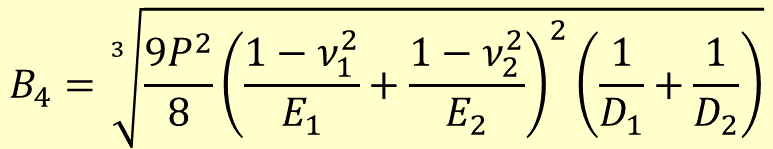 B₄ = ∛(9P²/8 ((1 − ν₁²)/E₁ + (1 − ν₂²)/E₂)² (1/D₁ + 1/D₂))